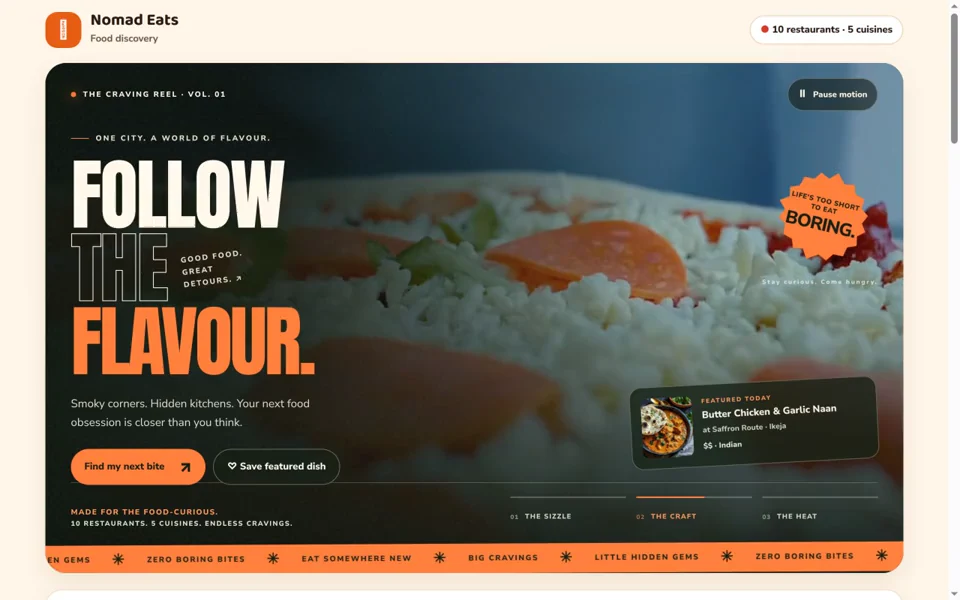 Nomad Eats
Food discovery
10 restaurants · 5 cuisines
THE CRAVING REEL · VOL. 01
Pause motion
ONE CITY. A WORLD OF FLAVOUR.
FOLLOW
THE
FLAVOUR.
GOOD FOOD.
GREAT
DETOURS. ↗
LIFE'S TOO SHORT
TO EAT
BORING.
Stay curious. Come hungry.
Smoky corners. Hidden kitchens. Your next food
obsession is closer than you think.
FEATURED TODAY
Butter Chicken & Garlic Naan
at Saffron Route · Ikeja
$$ · Indian
Find my next bite
♡ Save featured dish
MADE FOR THE FOOD-CURIOUS.
10 RESTAURANTS. 5 CUISINES. ENDLESS CRAVINGS.
01 THE SIZZLE
02 THE CRAFT
03 THE HEAT
EN GEMS ZERO BORING BITES EAT SOMEWHERE NEW BIG CRAVINGS LITTLE HIDDEN GEMS ZERO BORING BITES